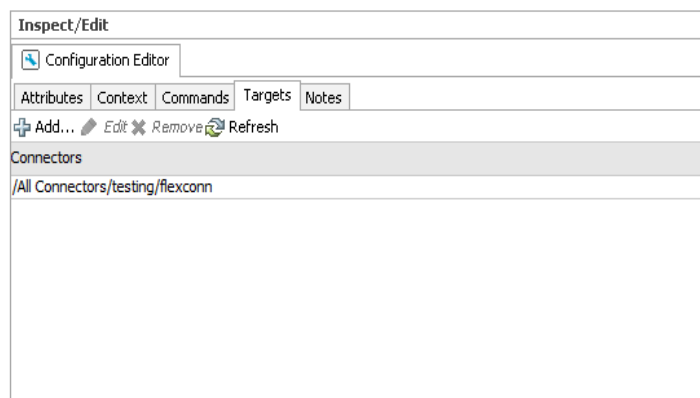 Inspect/Edit
Configuration Editor
Attributes Context Commands Targets Notes
Add... Edit Remove Refresh
Connectors
/All Connectors/testing/flexconn